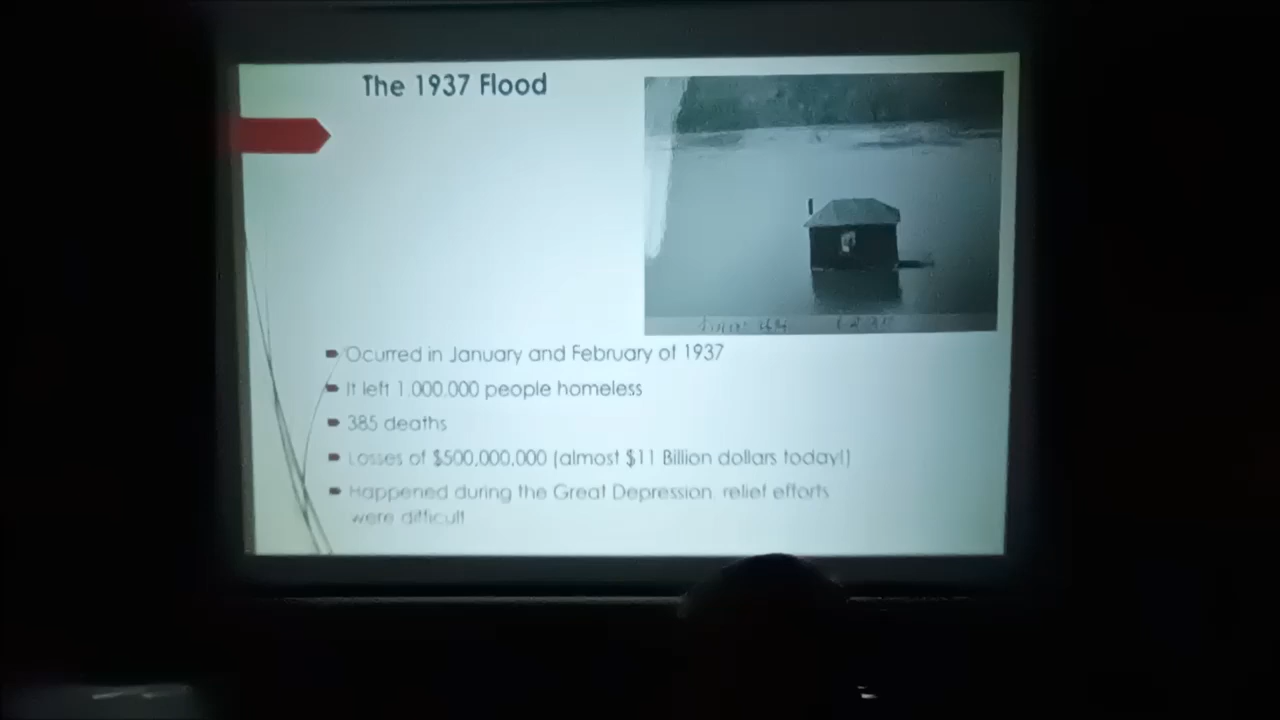 The 1937 Flood
Ocurred in January and February of 1937
It left 1,000,000 people homeless
385 deaths
Losses of $500,000,000 (almost $11 Billion dollars today!)
Happened during the Great Depression, relief efforts
were difficult